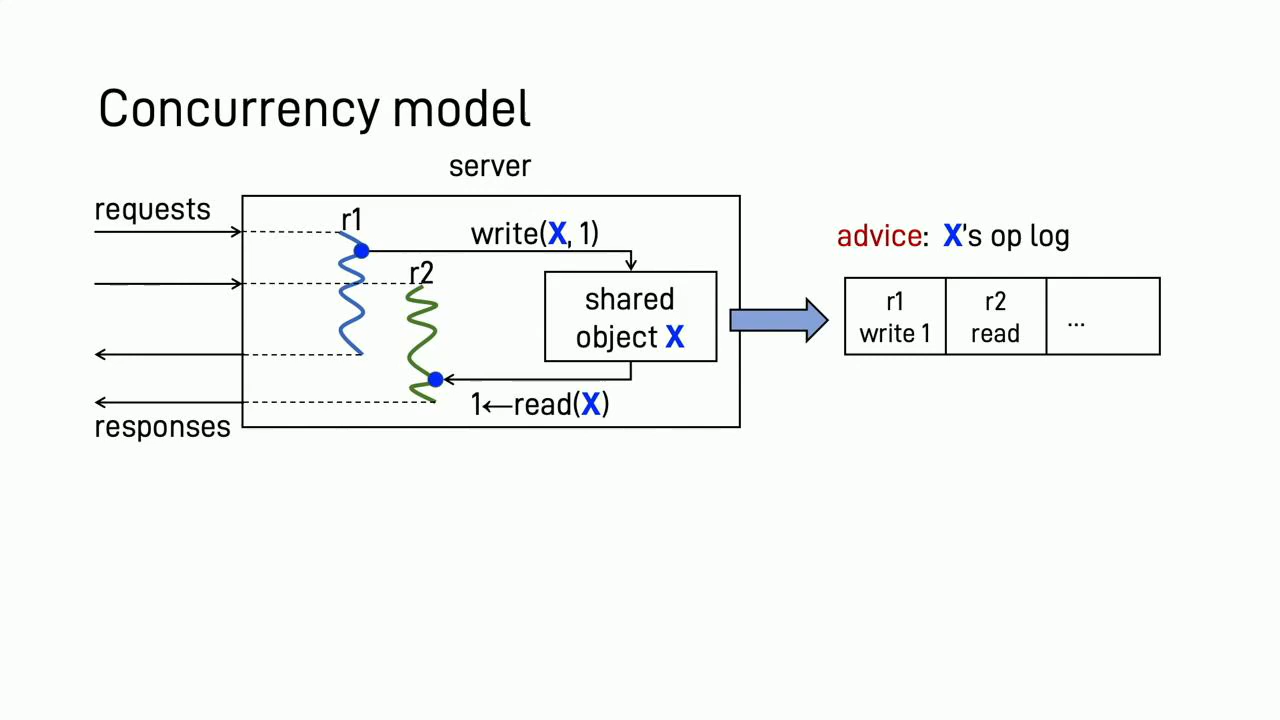 Concurrency model
server
requests
r1
write(X, 1)
r2
shared
object X
1←read(X)
responses
advice: X's op log
r1
write 1
r2
read
...